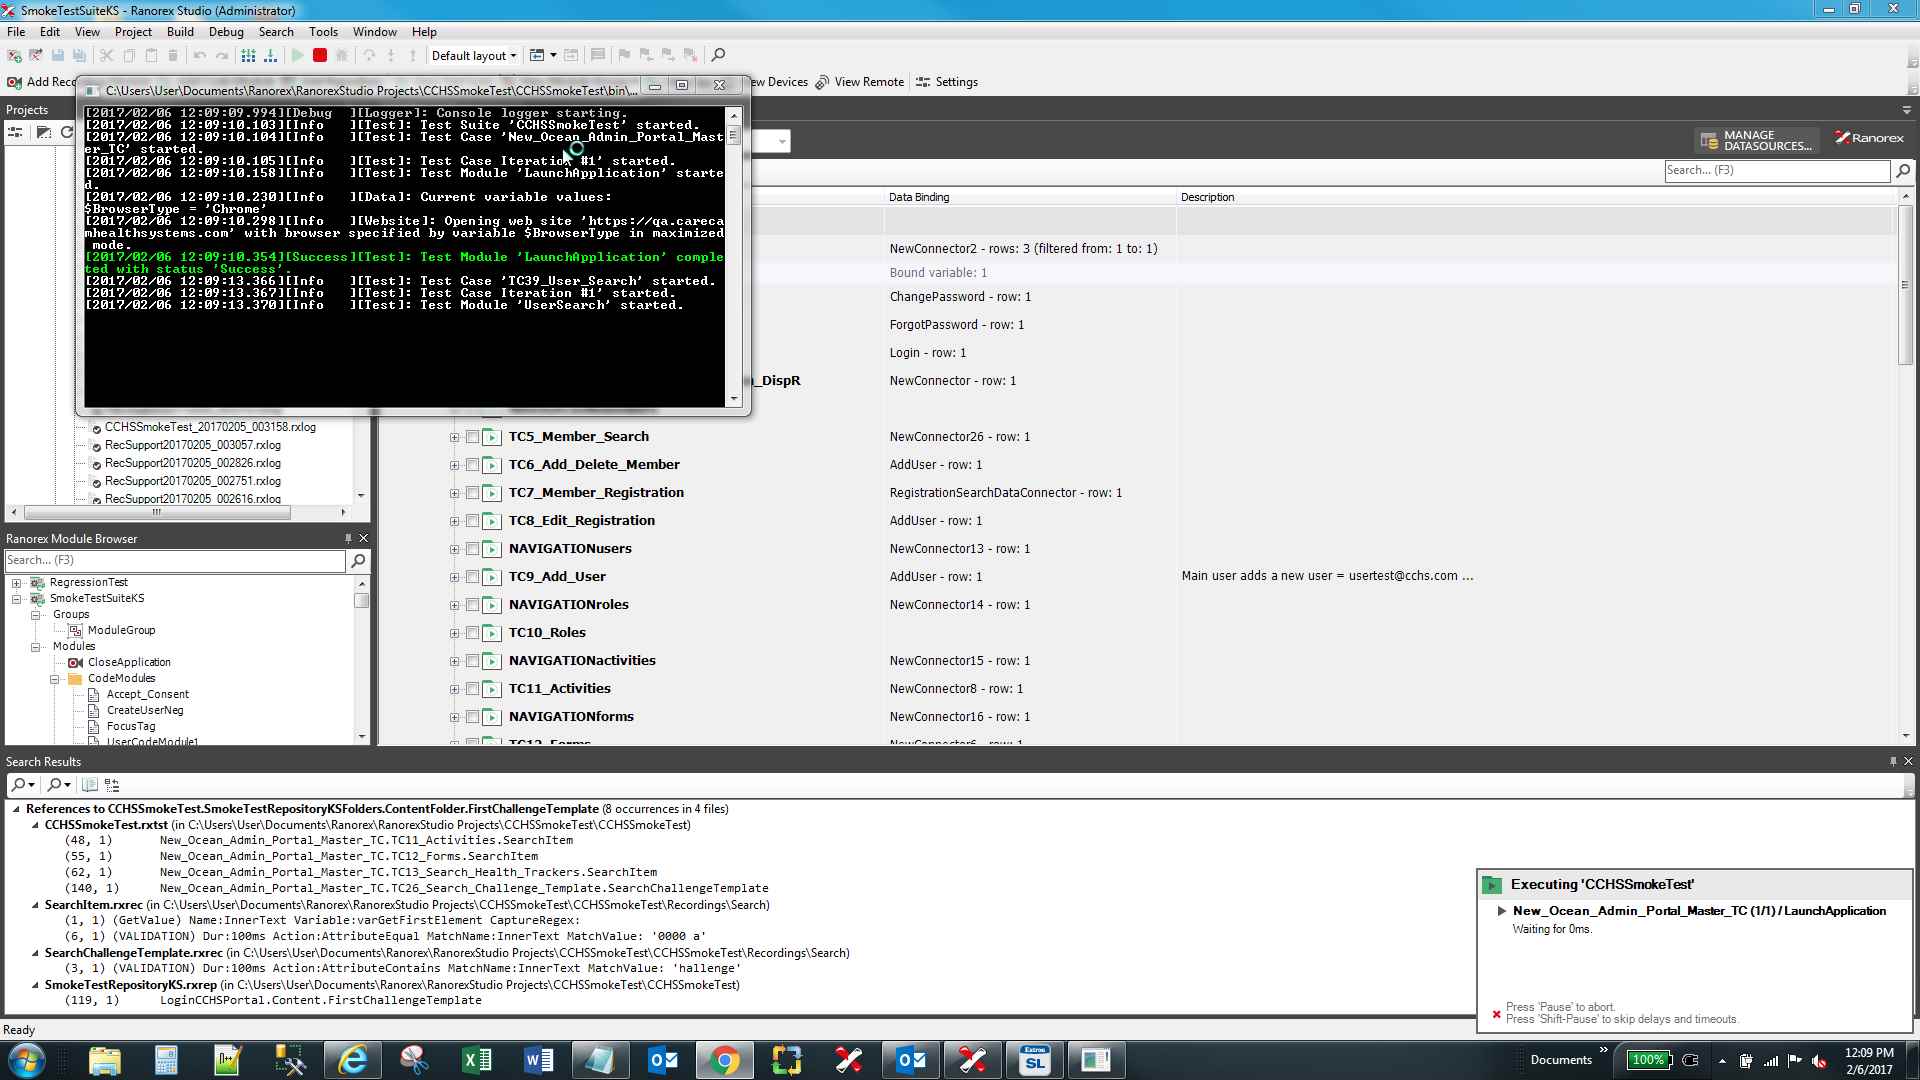 SmokeTestSuiteKS - Ranorex Studio (Administrator)
File Edit View Project Build Debug Search Tools Window Help
Default layout
Add Rec
ew Devices View Remote Settings
C:\Users\User\Documents\Ranorex\RanorexStudio Projects\CCHSSmokeTest\CCHSSmokeTest\bin\...
Projects
[2017/02/06 12:09:09.994][Debug ][Logger]: Console logger starting.
[2017/02/06 12:09:10.103][Info ][Test]: Test Suite 'CCHSSmokeTest' started.
[2017/02/06 12:09:10.104][Info ][Test]: Test Case 'New_Ocean_Admin_Portal_Mast
er_TC' started.
[2017/02/06 12:09:10.105][Info ][Test]: Test Case Iteration #1' started.
[2017/02/06 12:09:10.158][Info ][Test]: Test Module 'LaunchApplication' starte
d.
[2017/02/06 12:09:10.230][Info ][Data]: Current variable values:
$BrowserType = 'Chrome'
[2017/02/06 12:09:10.298][Info ][Website]: Opening web site 'https://qa.careca
mhealthsystems.com' with browser specified by variable $BrowserType in maximized
mode.
[2017/02/06 12:09:10.354][Success][Test]: Test Module 'LaunchApplication' comple
ted with status 'Success'.
[2017/02/06 12:09:13.366][Info ][Test]: Test Case 'TC39_User_Search' started.
[2017/02/06 12:09:13.367][Info ][Test]: Test Case Iteration #1' started.
[2017/02/06 12:09:13.370][Info ][Test]: Test Module 'UserSearch' started.
MANAGE
DATASOURCES...
Ranorex
Search... (F3)
Data Binding Description
NewConnector2 - rows: 3 (filtered from: 1 to: 1)
Bound variable: 1
ChangePassword - row: 1
ForgotPassword - row: 1
Login - row: 1
_DispR NewConnector - row: 1
TC5_Member_Search NewConnector26 - row: 1
TC6_Add_Delete_Member AddUser - row: 1
TC7_Member_Registration RegistrationSearchDataConnector - row: 1
TC8_Edit_Registration AddUser - row: 1
NAVIGATIONusers NewConnector13 - row: 1
TC9_Add_User AddUser - row: 1 Main user adds a new user = usertest@cchs.com ...
NAVIGATIONroles NewConnector14 - row: 1
TC10_Roles
NAVIGATIONactivities NewConnector15 - row: 1
TC11_Activities NewConnector8 - row: 1
NAVIGATIONforms NewConnector16 - row: 1
TC12_Forms NewConnector6 - row: 1
CCHSSmokeTest_20170205_003158.rxlog
RecSupport20170205_003057.rxlog
RecSupport20170205_002826.rxlog
RecSupport20170205_002751.rxlog
RecSupport20170205_002616.rxlog
Ranorex Module Browser
Search... (F3)
RegressionTest
SmokeTestSuiteKS
Groups
ModuleGroup
Modules
CloseApplication
CodeModules
Accept_Consent
CreateUserNeg
FocusTag
UserCodeModule1
Search Results
References to CCHSSmokeTest.SmokeTestRepositoryKSFolders.ContentFolder.FirstChallengeTemplate (8 occurrences in 4 files)
CCHSSmokeTest.rxtst (in C:\Users\User\Documents\Ranorex\RanorexStudio Projects\CCHSSmokeTest\CCHSSmokeTest)
(48, 1) New_Ocean_Admin_Portal_Master_TC.TC11_Activities.SearchItem
(55, 1) New_Ocean_Admin_Portal_Master_TC.TC12_Forms.SearchItem
(62, 1) New_Ocean_Admin_Portal_Master_TC.TC13_Search_Health_Trackers.SearchItem
(140, 1) New_Ocean_Admin_Portal_Master_TC.TC26_Search_Challenge_Template.SearchChallengeTemplate
SearchItem.rxrec (in C:\Users\User\Documents\Ranorex\RanorexStudio Projects\CCHSSmokeTest\CCHSSmokeTest\Recordings\Search)
(1, 1) (GetValue) Name:InnerText Variable:varGetFirstElement CaptureRegex:
(6, 1) (VALIDATION) Dur:100ms Action:AttributeEqual MatchName:InnerText MatchValue: '0000 a'
SearchChallengeTemplate.rxrec (in C:\Users\User\Documents\Ranorex\RanorexStudio Projects\CCHSSmokeTest\CCHSSmokeTest\Recordings\Search)
(3, 1) (VALIDATION) Dur:100ms Action:AttributeContains MatchName:InnerText MatchValue: 'hallenge'
SmokeTestRepositoryKS.rxrep (in C:\Users\User\Documents\Ranorex\RanorexStudio Projects\CCHSSmokeTest\CCHSSmokeTest)
(119, 1) LoginCCHSPortal.Content.FirstChallengeTemplate
Executing 'CCHSSmokeTest'
New_Ocean_Admin_Portal_Master_TC (1/1) / LaunchApplication
Waiting for 0ms.
Press 'Pause' to abort.
Press 'Shift-Pause' to skip delays and timeouts.
Ready
Extron
SL
Documents
100%
12:09 PM
2/6/2017